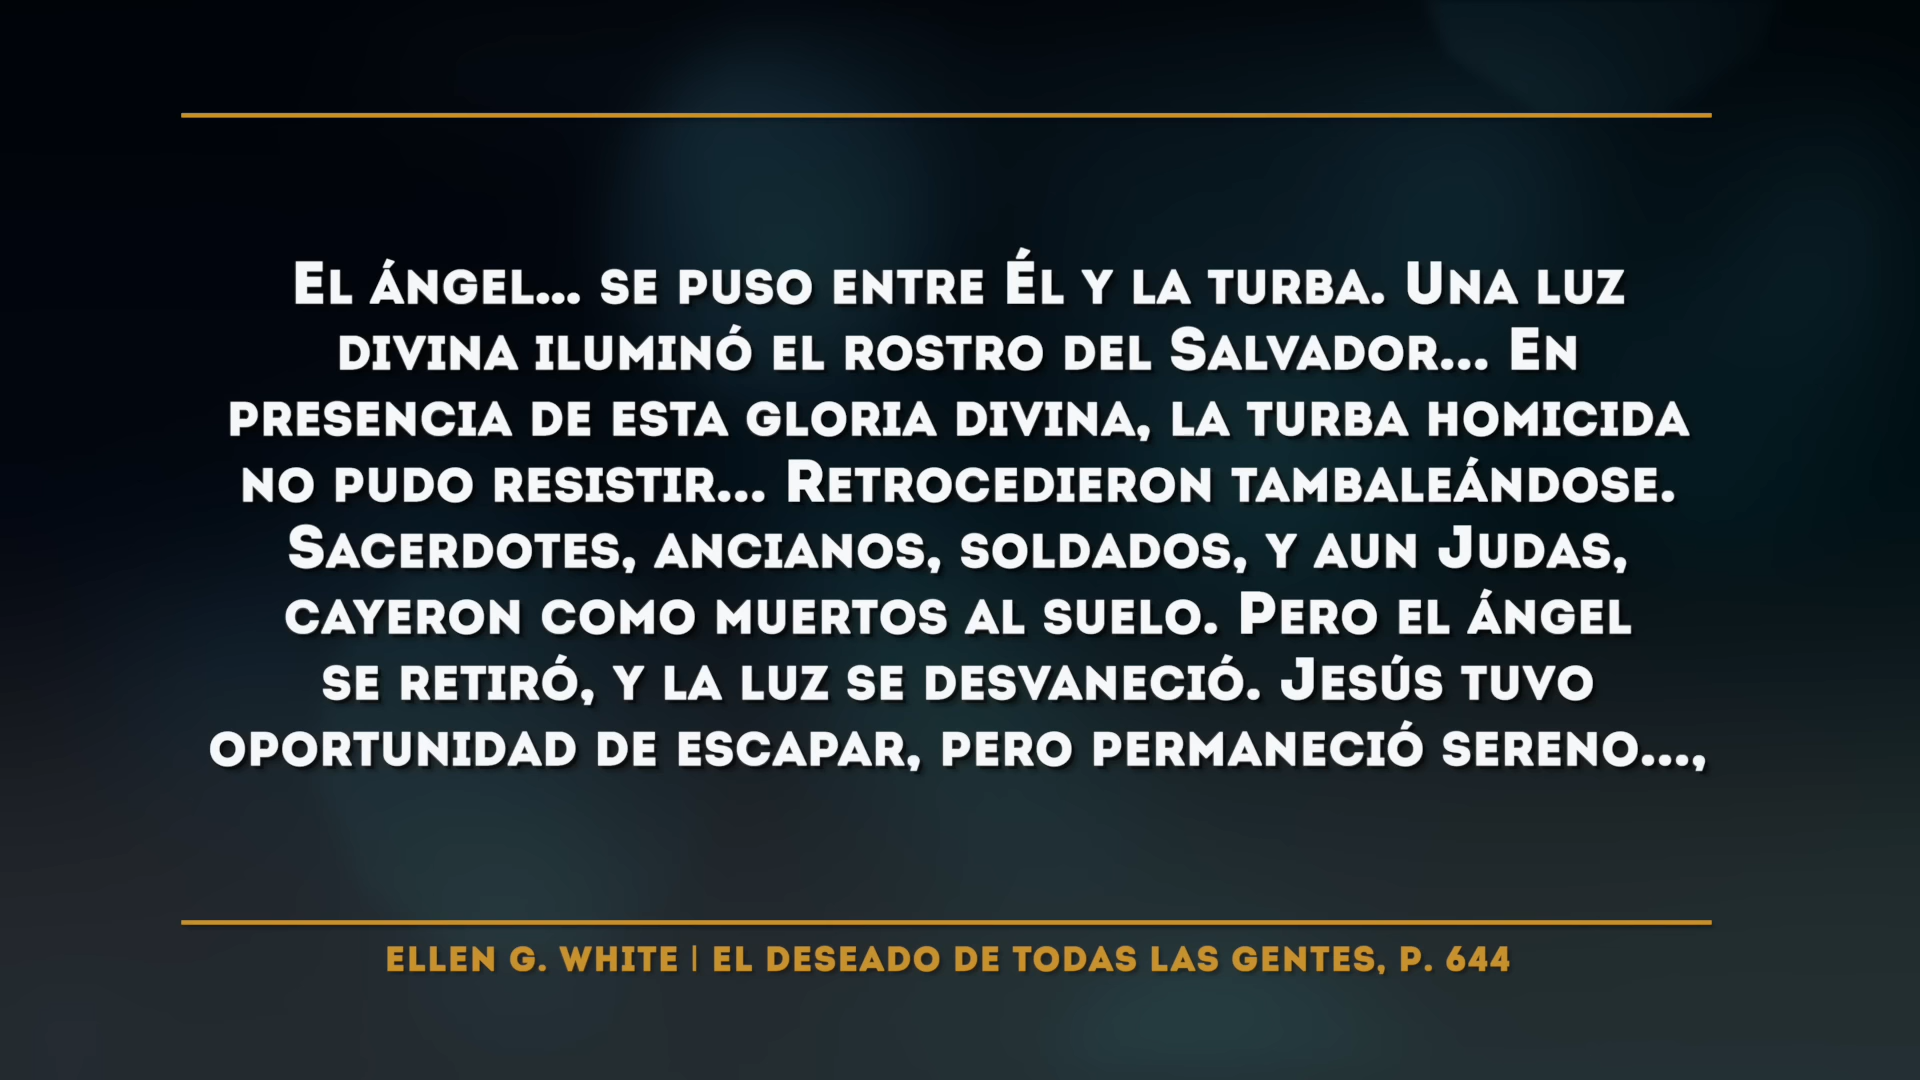 El ángel... se puso entre Él y la turba. Una luz
divina iluminó el rostro del Salvador... En
presencia de esta gloria divina, la turba homicida
no pudo resistir... Retrocedieron tambaleándose.
Sacerdotes, ancianos, soldados, y aun Judas,
cayeron como muertos al suelo. Pero el ángel
se retiró, y la luz se desvaneció. Jesús tuvo
oportunidad de escapar, pero permaneció sereno...,
ELLEN G. WHITE | EL DESEADO DE TODAS LAS GENTES, P. 644